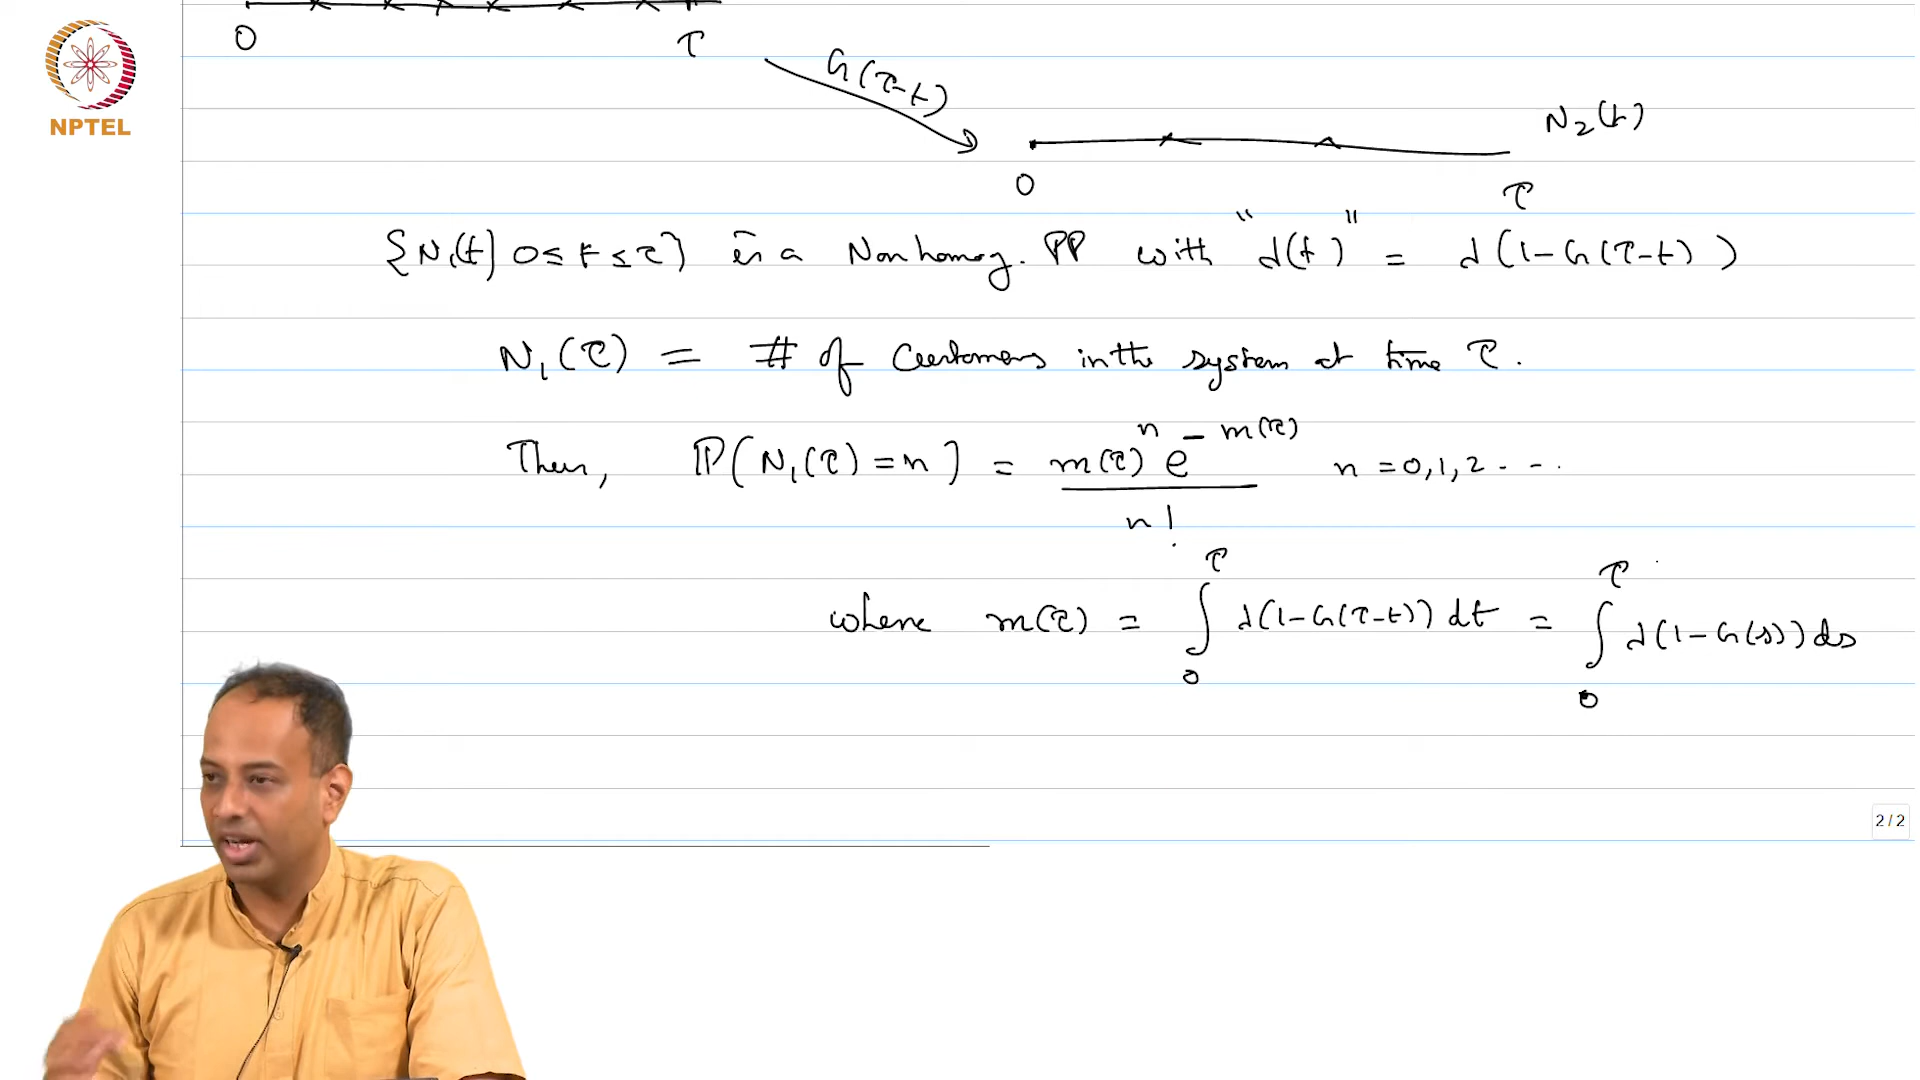 0 τ
G(τ-t)
N₂(t)
0 τ
{N₁(t) 0≤t≤τ} is a Nonhomog. PP with "λ(t)" = λ(1-G(τ-t))
N₁(τ) = # of Customers in the system at time τ.
Then, ℙ(N₁(τ)=n) = m(τ)ⁿ e^{-m(τ)} / n! n = 0,1,2 - - .
where m(τ) = ∫₀^τ λ(1-G(τ-t)) dt = ∫₀^τ λ(1-G(s)) ds
NPTEL
2 / 2